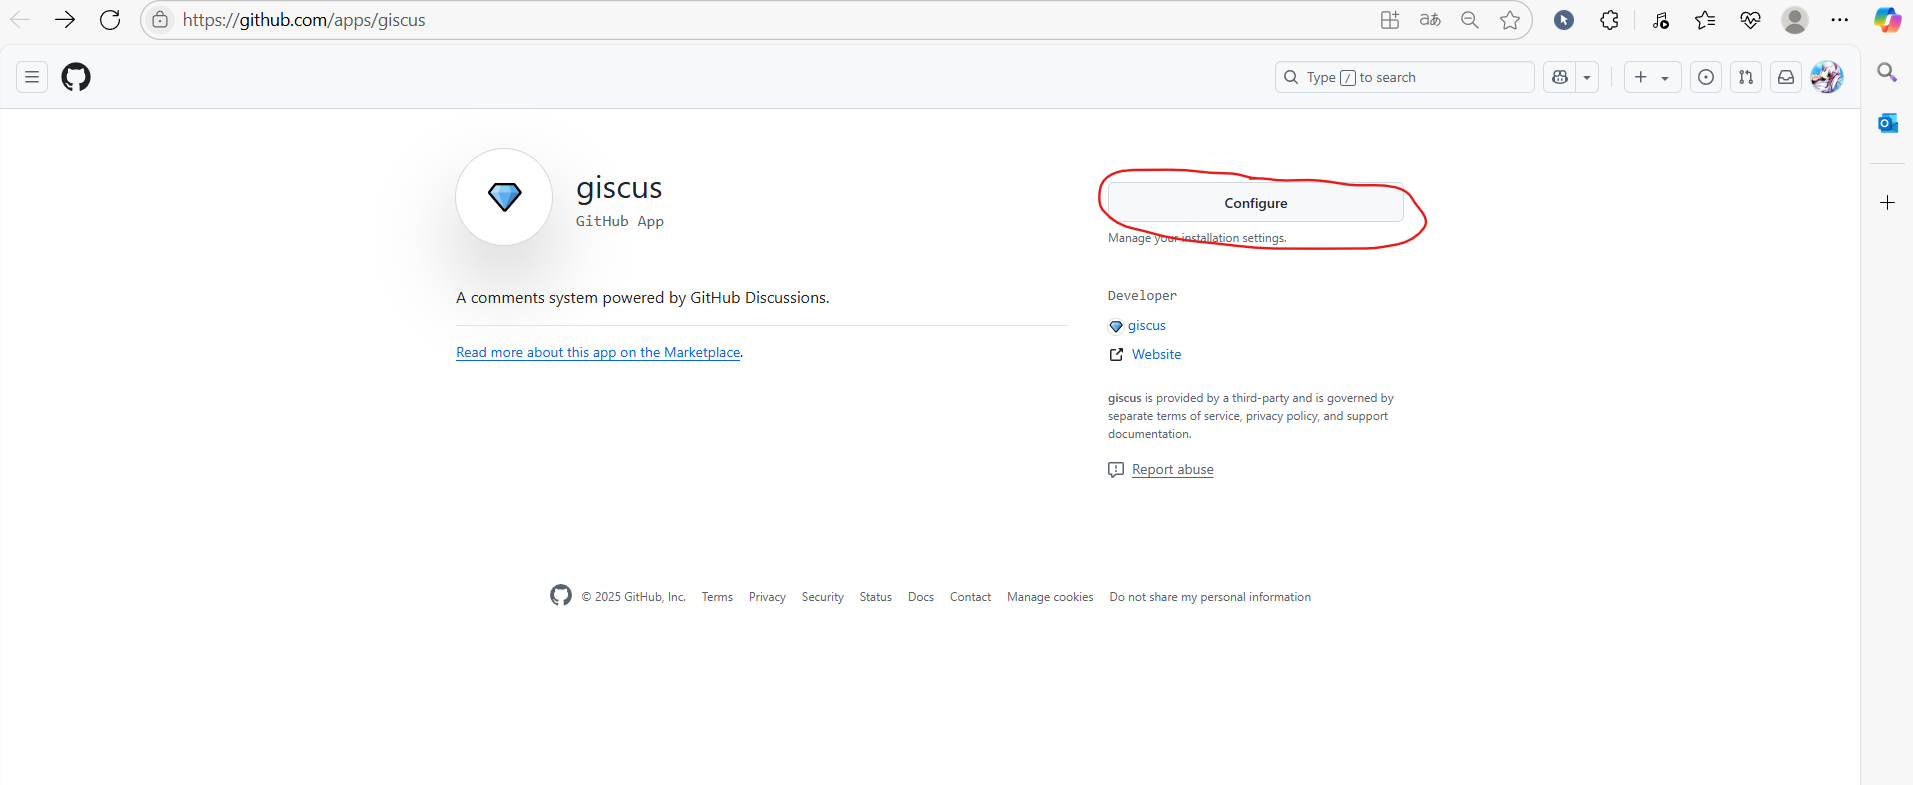 https://github.com/apps/giscus
Type / to search
giscus
GitHub App
Configure
Manage your installation settings.
A comments system powered by GitHub Discussions.
Read more about this app on the Marketplace.
Developer
giscus
Website
giscus is provided by a third-party and is governed by
separate terms of service, privacy policy, and support
documentation.
Report abuse
© 2025 GitHub, Inc. Terms Privacy Security Status Docs Contact Manage cookies Do not share my personal information